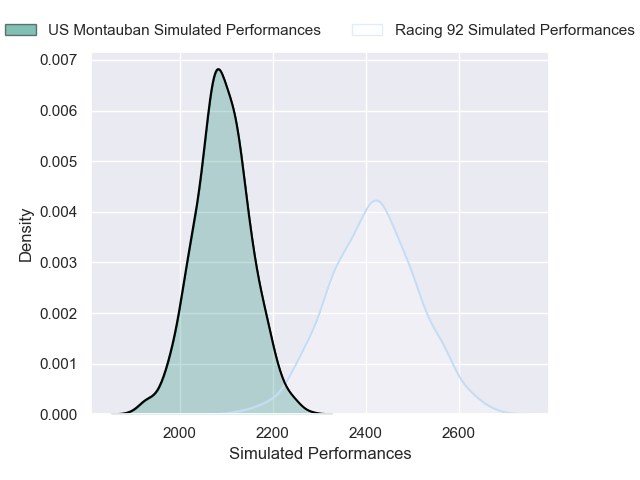 US Montauban Simulated Performances Racing 92 Simulated Performances
0.007
0.006
0.005
0.004
0.003
0.002
0.001
0.000
Density
2000 2200 2400 2600
Simulated Performances